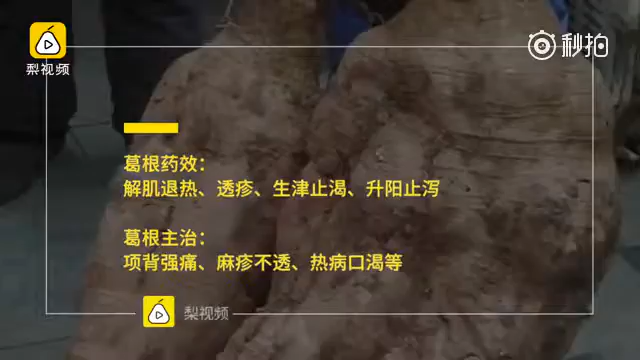 梨视频
秒拍
葛根药效：
解肌退热、透疹、生津止渴、升阳止泻
葛根主治：
项背强痛、麻疹不透、热病口渴等
梨视频